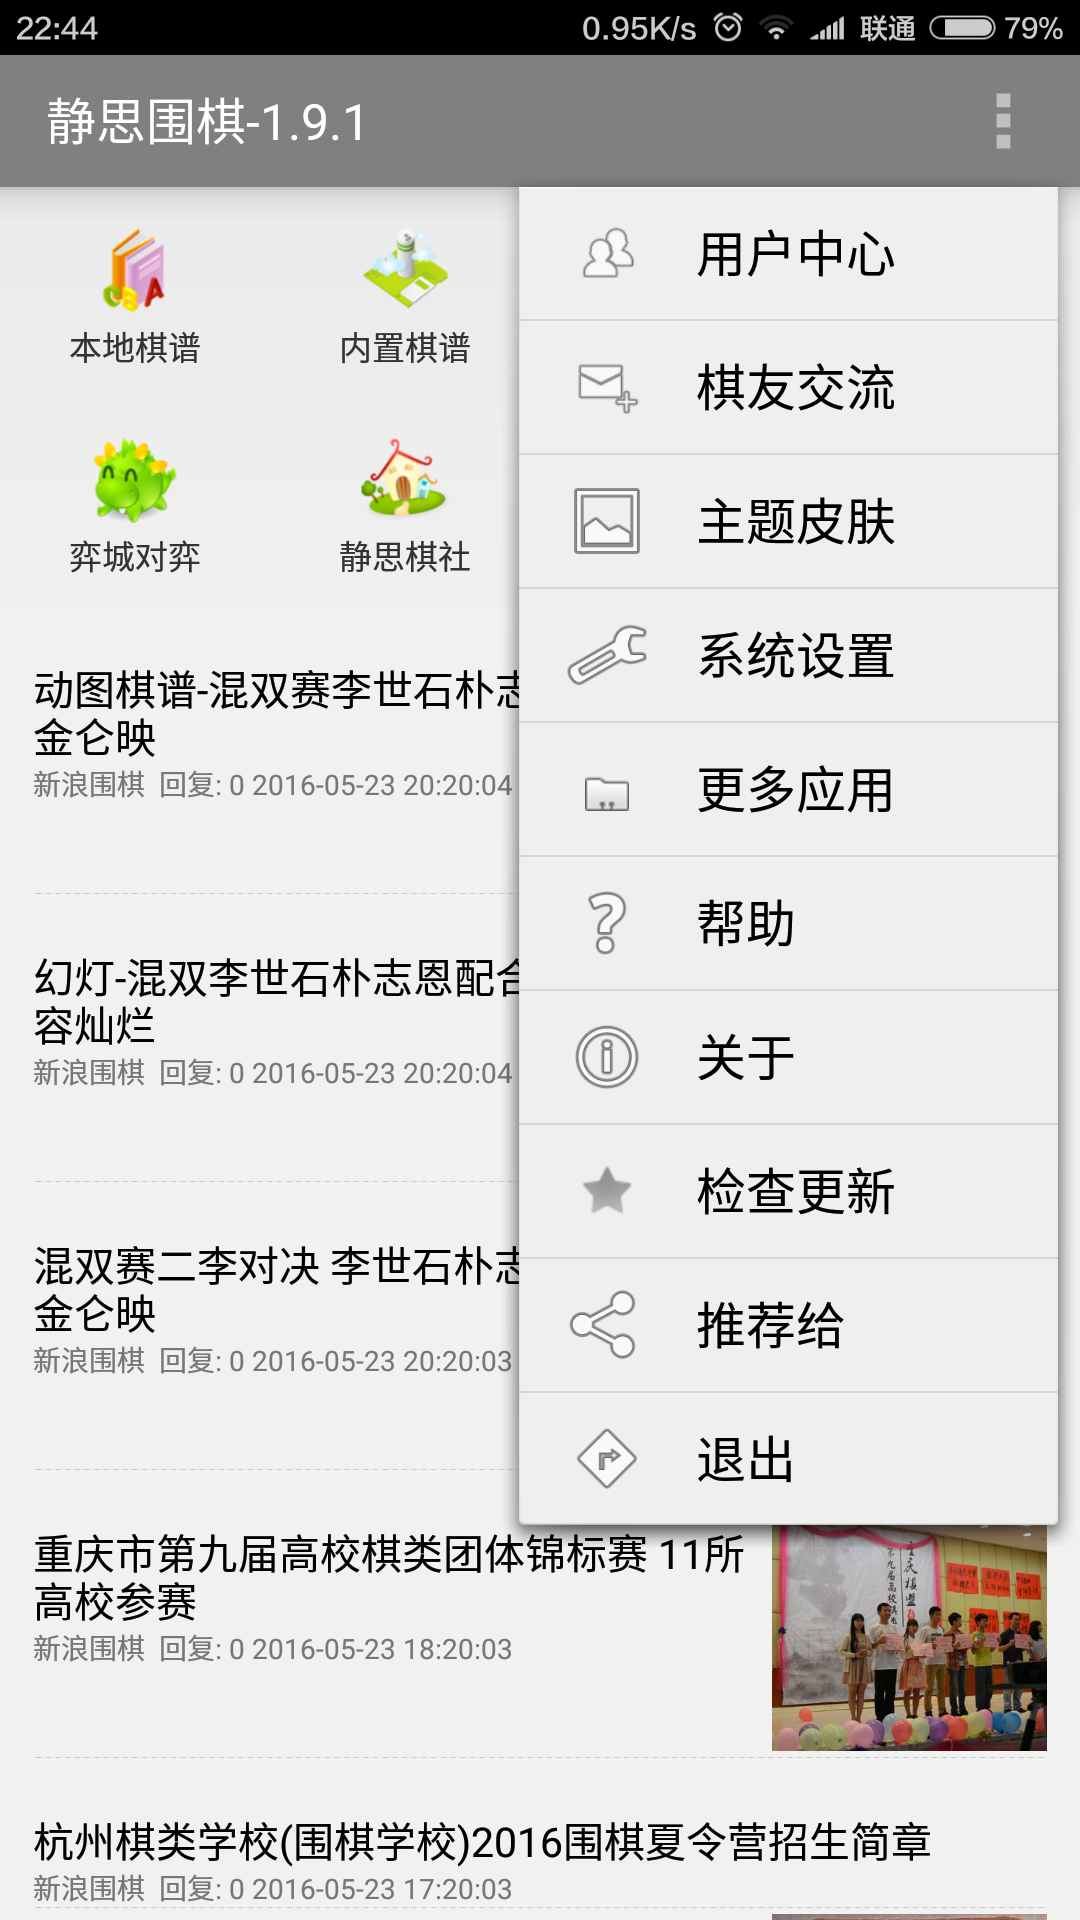 22:44
0.95K/s 联通 79%
静思围棋-1.9.1
本地棋谱
内置棋谱
弈城对弈
静思棋社
用户中心
棋友交流
主题皮肤
系统设置
更多应用
帮助
关于
检查更新
推荐给
退出
动图棋谱-混双赛李世石朴志
金仑映
新浪围棋 回复: 0 2016-05-23 20:20:04
幻灯-混双李世石朴志恩配合
容灿烂
新浪围棋 回复: 0 2016-05-23 20:20:04
混双赛二李对决 李世石朴志
金仑映
新浪围棋 回复: 0 2016-05-23 20:20:03
重庆市第九届高校棋类团体锦标赛 11所
高校参赛
新浪围棋 回复: 0 2016-05-23 18:20:03
杭州棋类学校(围棋学校)2016围棋夏令营招生简章
新浪围棋 回复: 0 2016-05-23 17:20:03